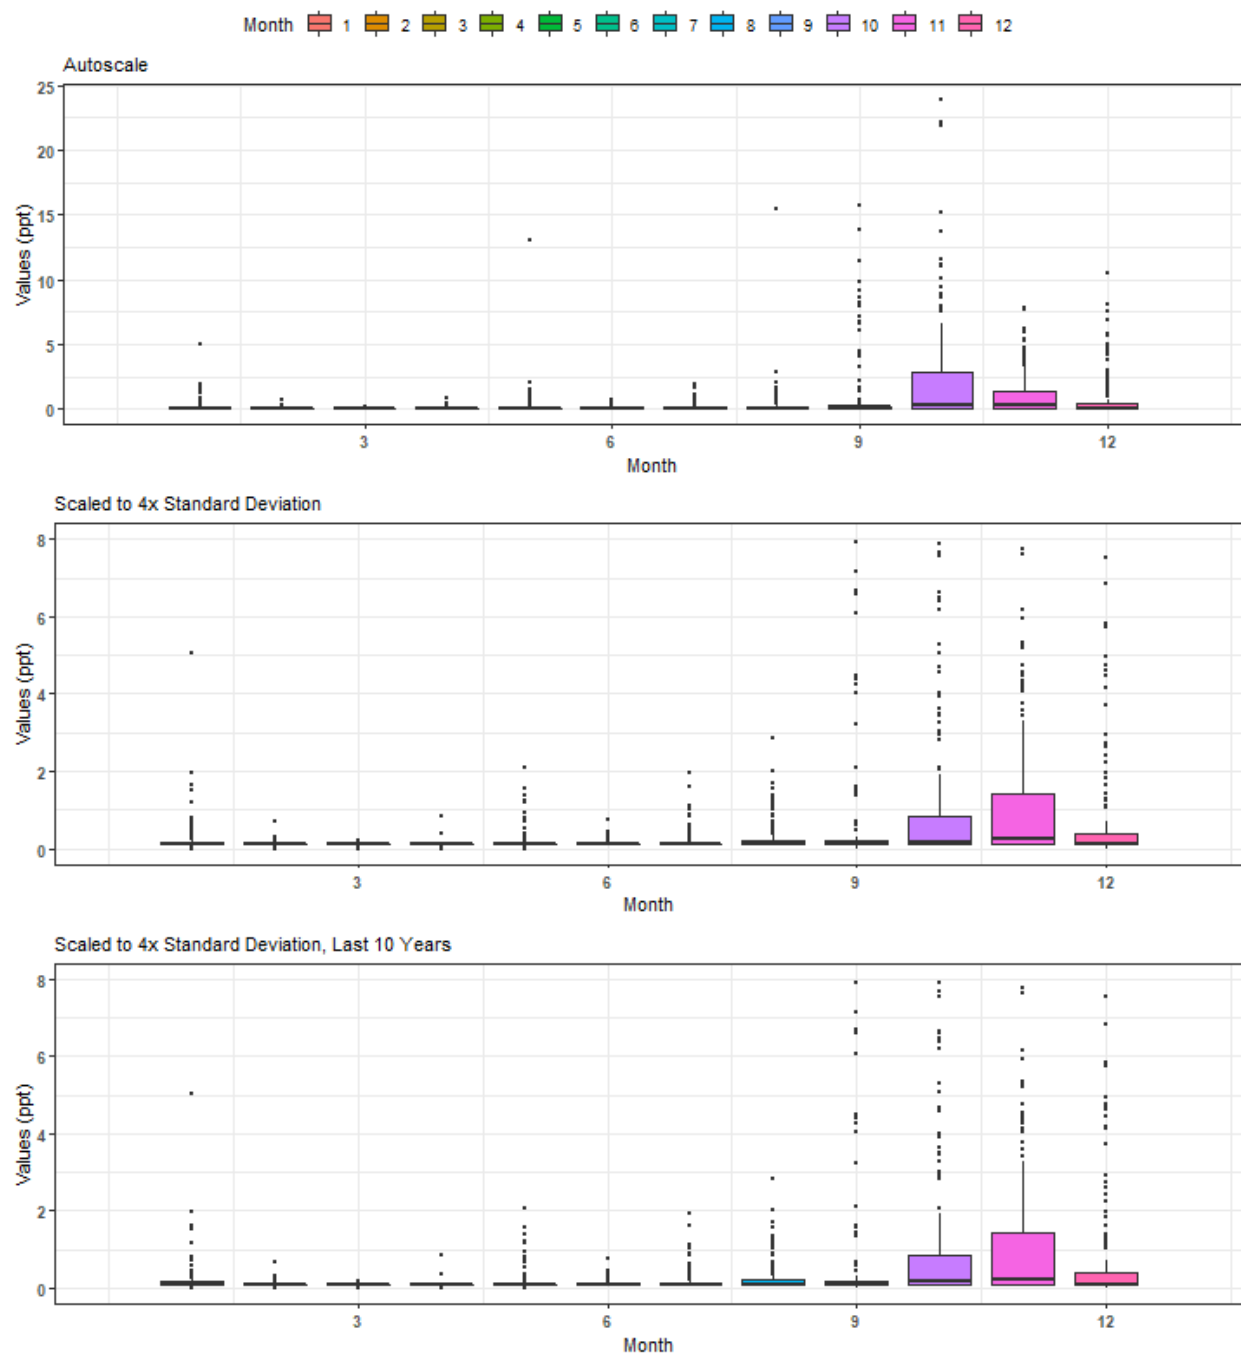 Month 1 2 3 4 5 6 7 8 9 10 11 12
Autoscale
25
20
15
10
5
0
Values (ppt)
3 6 9 12
Month
Scaled to 4x Standard Deviation
8
6
4
2
0
Values (ppt)
3 6 9 12
Month
Scaled to 4x Standard Deviation, Last 10 Years
8
6
4
2
0
Values (ppt)
3 6 9 12
Month